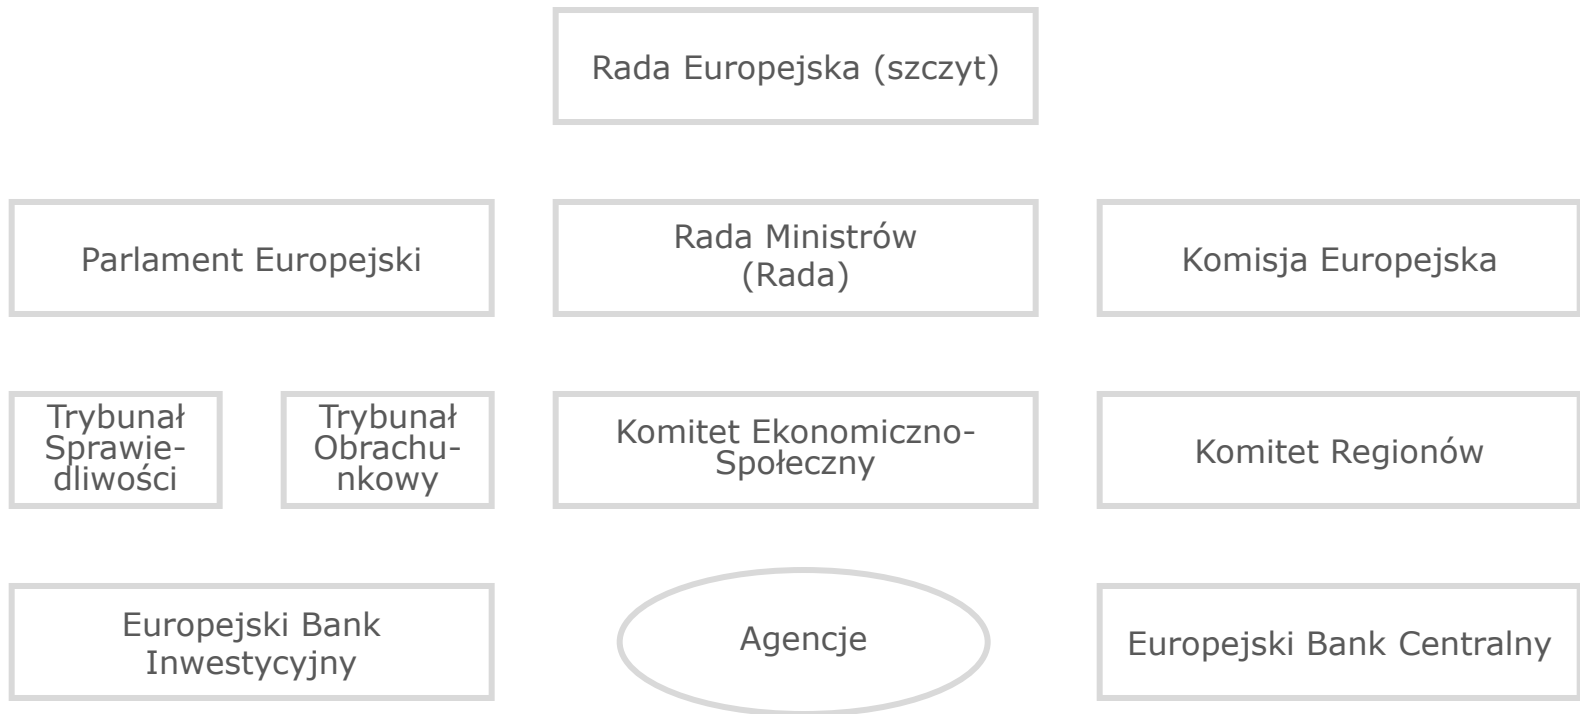 Rada Europejska (szczyt)
Parlament Europejski
Rada Ministrów
(Rada)
Komisja Europejska
Trybunał
Sprawie-
dliwości
Trybunał
Obrachu-
nkowy
Komitet Ekonomiczno-
Społeczny
Komitet Regionów
Europejski Bank
Inwestycyjny
Agencje
Europejski Bank Centralny